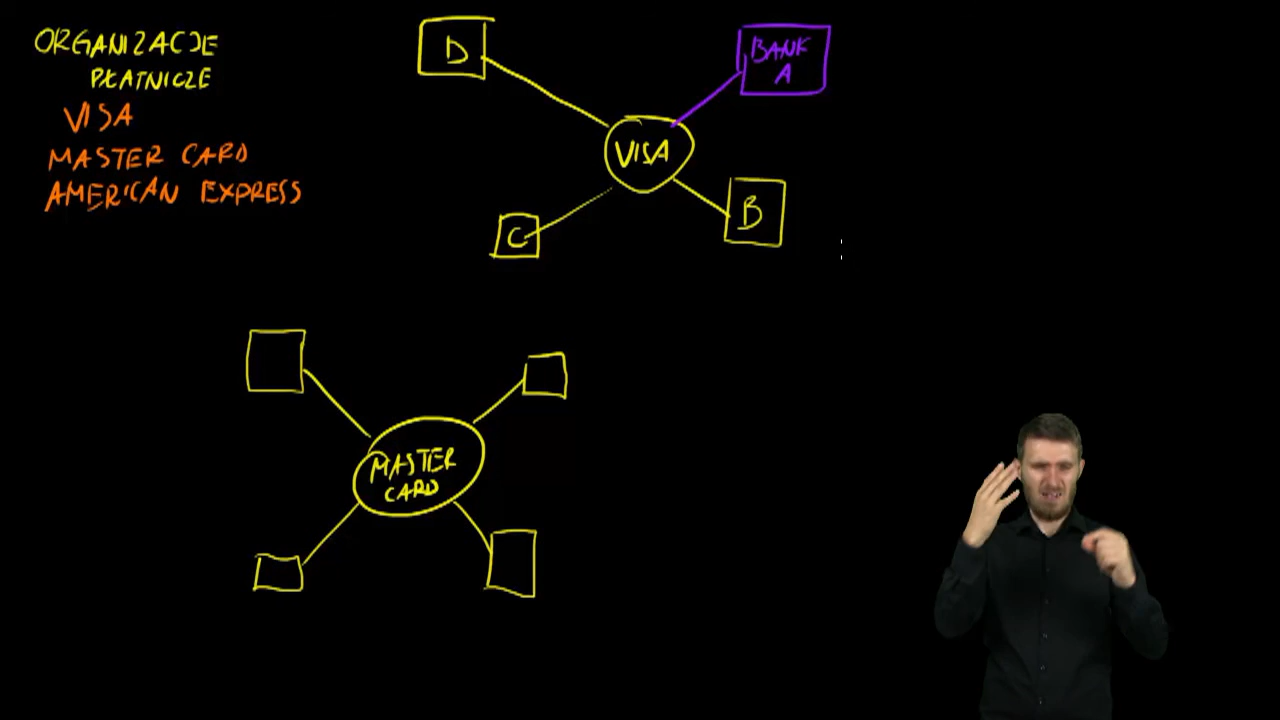 ORGANIZACJE
PŁATNICZE
VISA
MASTER CARD
AMERICAN EXPRESS
D
BANK
A
VISA
C
B
MASTER
CARD